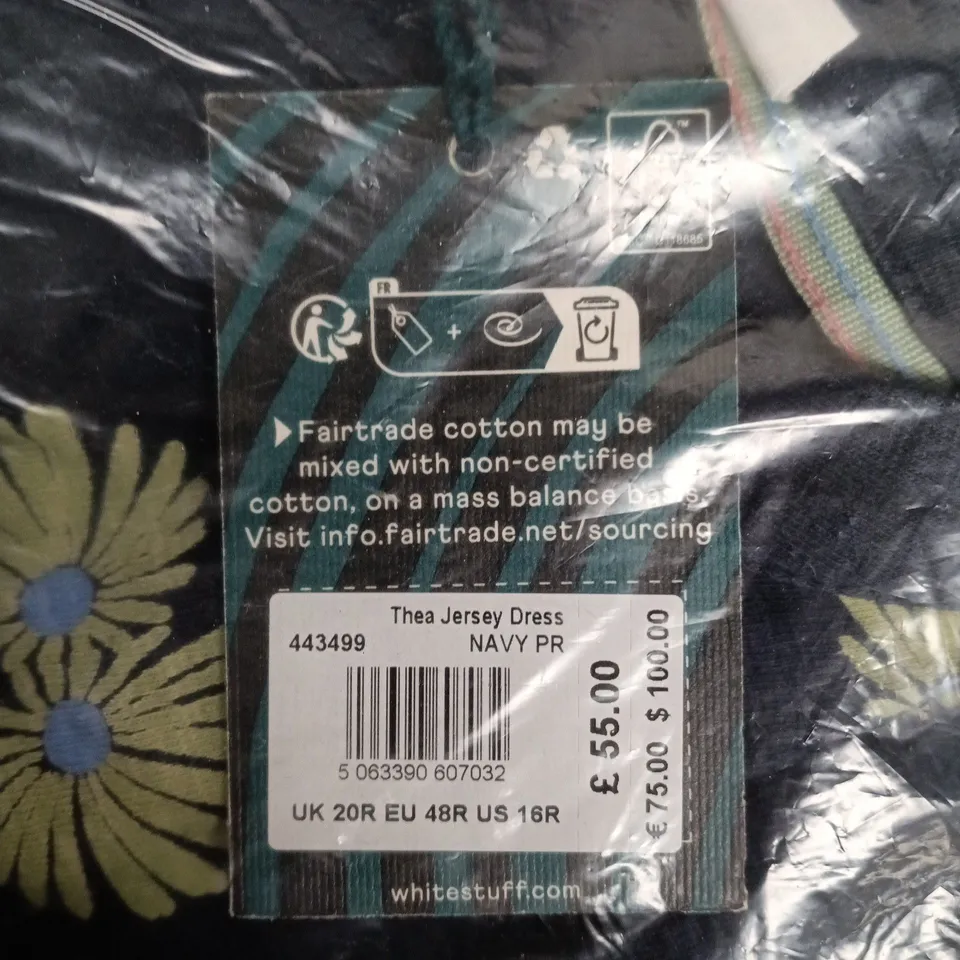 FR
Fairtrade cotton may be
mixed with non-certified
cotton, on a mass balance
Visit info.fairtrade.net/sourcing
Thea Jersey Dress
443499 NAVY PR
5 063390 607032
UK 20R EU 48R US 16R
£ 55.00
€ 75.00 $ 100.00
whitestuff.com